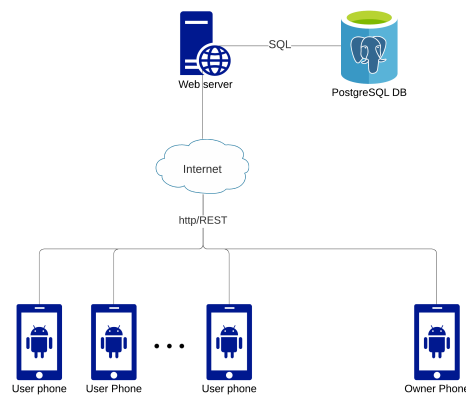 SQL
Web server
PostgreSQL DB
Internet
http/REST
User phone
User Phone
User phone
Owner Phone